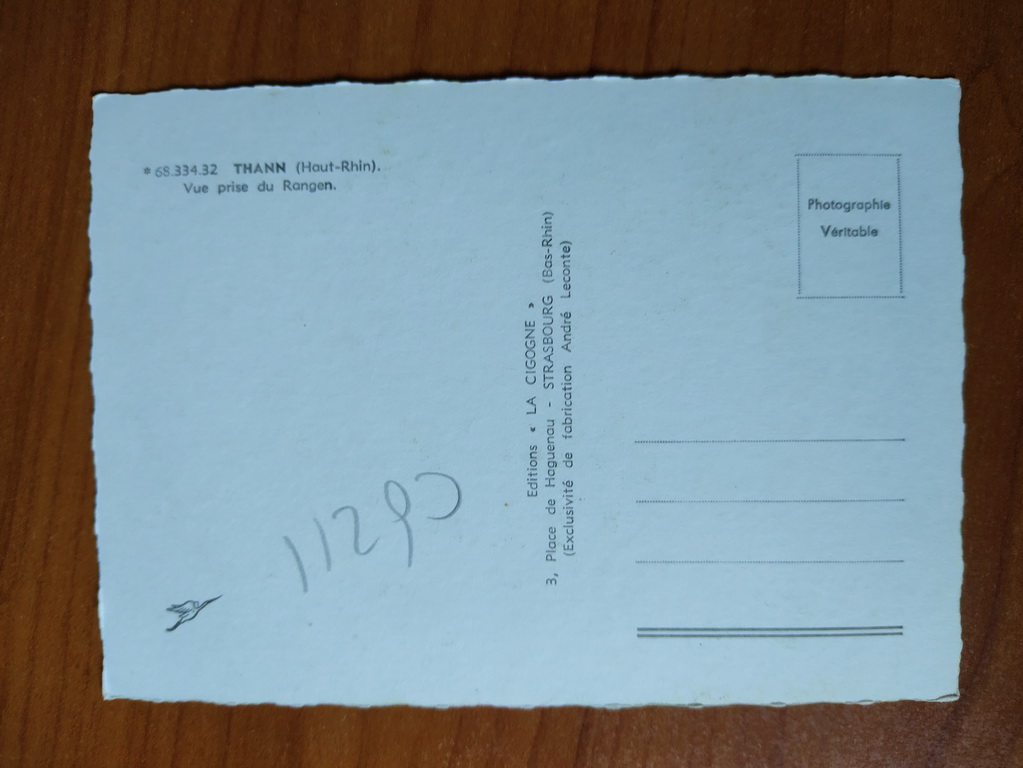 * 68.334.32 THANN (Haut-Rhin).
Vue prise du Rangen.
Editions « LA CIGOGNE »
3, Place de Haguenau - STRASBOURG (Bas-Rhin)
(Exclusivité de fabrication André Leconte)
Photographie
Véritable